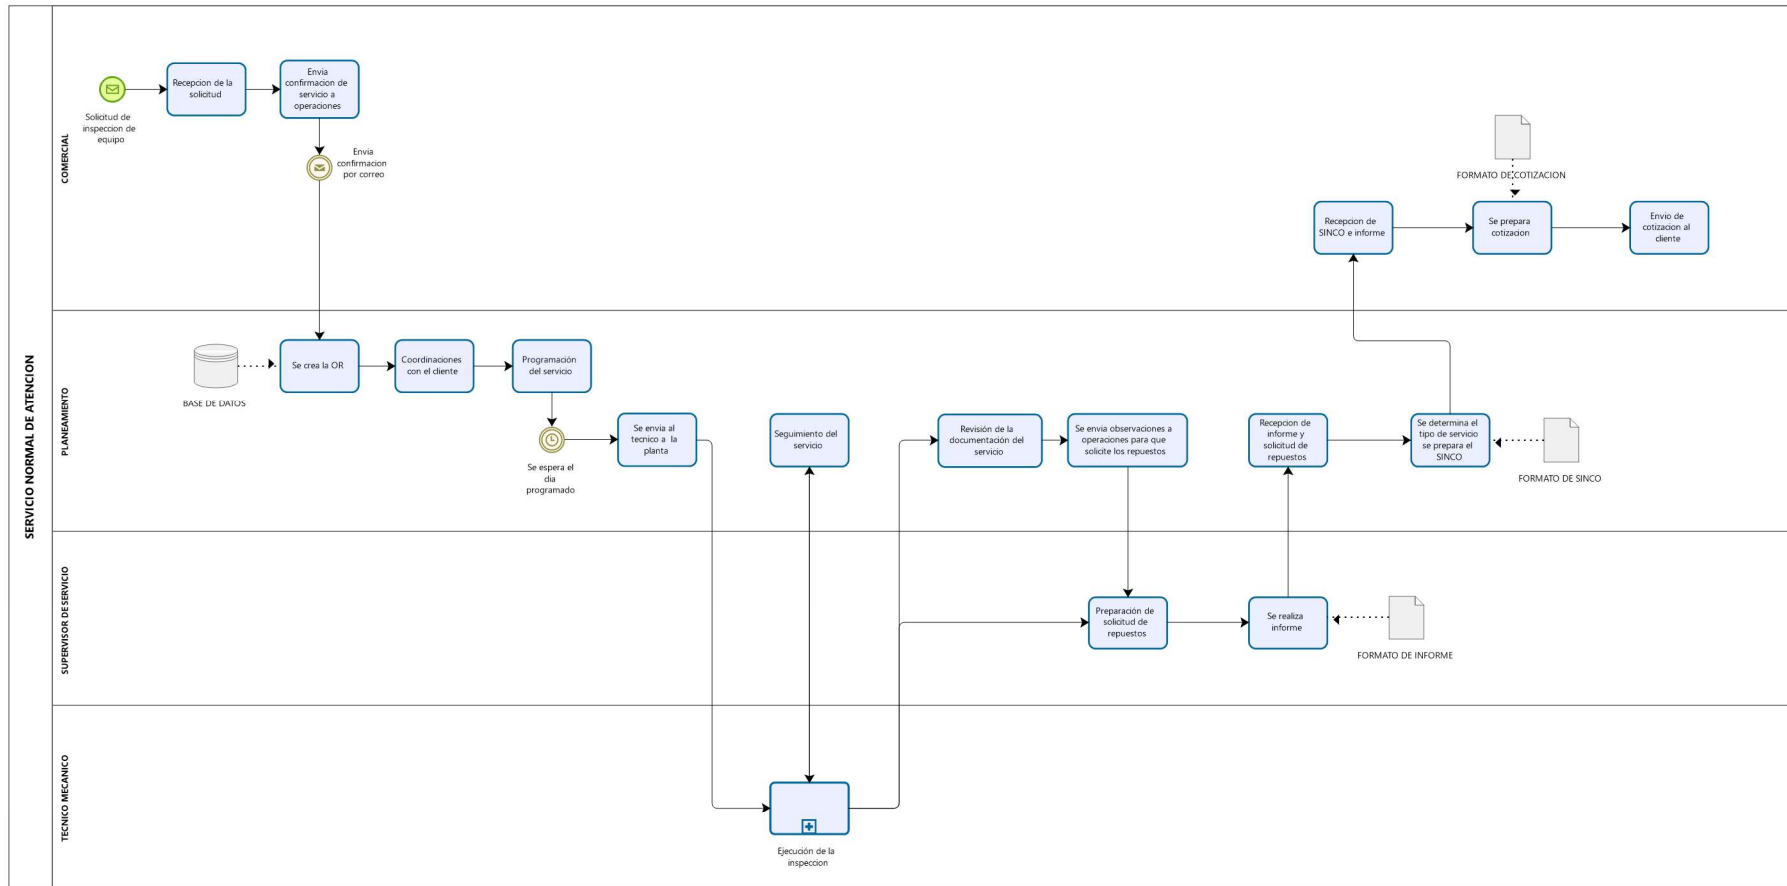 SERVICIO NORMAL DE ATENCION
COMERCIAL
Solicitud de
inspeccion de
equipo
Recepcion de la
solicitud
Envia
confirmacion de
servicio a
operaciones
Envia
confirmacion
por correo
FORMATO DE COTIZACION
Recepcion de
SINCO e informe
Se prepara
cotizacion
Envio de
cotizacion al
cliente
PLANEAMIENTO
BASE DE DATOS
Se crea la OR
Coordinaciones
con el cliente
Programación
del servicio
Se espera el
dia
programado
Se envia al
tecnico a la
planta
Seguimiento del
servicio
Revisión de la
documentación del
servicio
Se envia observaciones a
operaciones para que
solicite los repuestos
Recepcion de
informe y
solicitud de
repuestos
Se determina el
tipo de servicio
se prepara el
SINCO
FORMATO DE SINCO
SUPERVISOR DE SERVICIO
Preparación de
solicitud de
repuestos
Se realiza
informe
FORMATO DE INFORME
TECNICO MECANICO
Ejecución de la
inspeccion